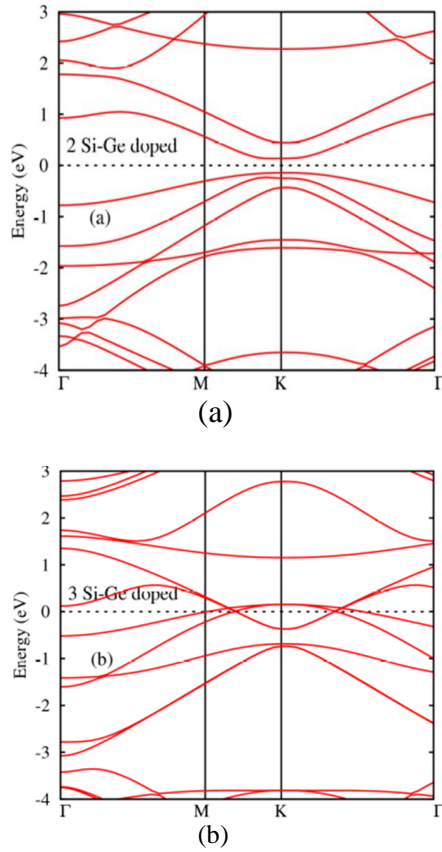 3
2
1
0
-1
-2
-3
-4
Energy (eV)
2 Si-Ge doped
(a)
Γ M K Γ
(a)
3
2
1
0
-1
-2
-3
-4
Energy (eV)
3 Si-Ge doped
(b)
Γ M K Γ
(b)